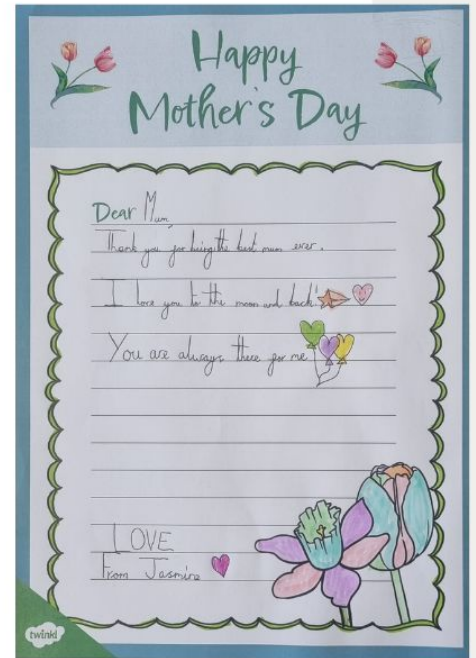 Happy
Mother's Day
Dear Mum,
Thank you for being the best mum ever.
I love you to the moon and back!
You are always there for me
LOVE
From Jasmine
twinkl